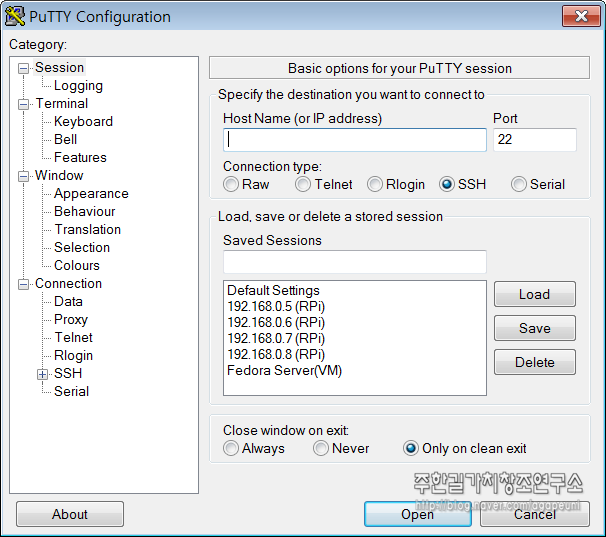 PuTTY Configuration
Category:
Session
Logging
Terminal
Keyboard
Bell
Features
Window
Appearance
Behaviour
Translation
Selection
Colours
Connection
Data
Proxy
Telnet
Rlogin
SSH
Serial
Basic options for your PuTTY session
Specify the destination you want to connect to
Host Name (or IP address) Port
22
Connection type:
Raw Telnet Rlogin SSH Serial
Load, save or delete a stored session
Saved Sessions
Default Settings
192.168.0.5 (RPi)
192.168.0.6 (RPi)
192.168.0.7 (RPi)
192.168.0.8 (RPi)
Fedora Server(VM)
Load
Save
Delete
Close window on exit:
Always Never Only on clean exit
주한길가치창조연구소
About Open Cancel